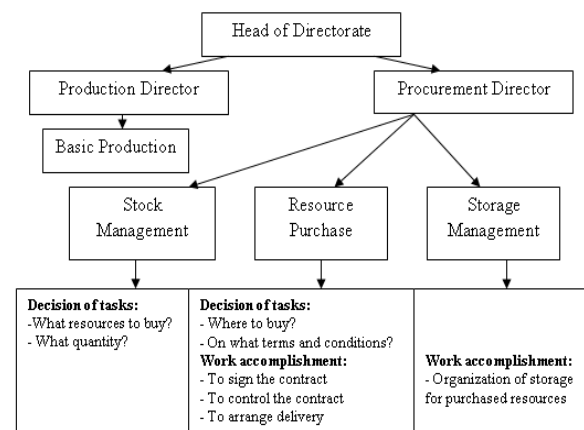 Head of Directorate
Production Director
Procurement Director
Basic Production
Stock
Management
Resource
Purchase
Storage
Management
Decision of tasks:
-What resources to buy?
- What quantity?
Decision of tasks:
- Where to buy?
- On what terms and conditions?
Work accomplishment:
- To sign the contract
- To control the contract
- To arrange delivery
Work accomplishment:
- Organization of storage
for purchased resources